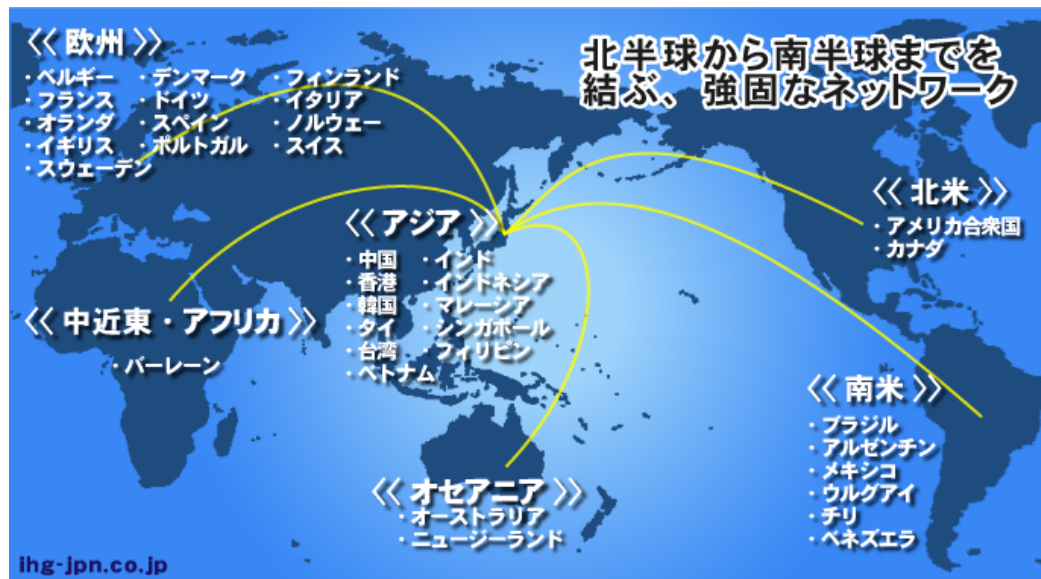 北半球から南半球までを
結ぶ、強固なネットワーク
《欧州》
・ベルギー ・デンマーク ・フィンランド
・フランス ・ドイツ ・イタリア
・オランダ ・スペイン ・ノルウェー
・イギリス ・ポルトガル ・スイス
・スウェーデン
《中近東・アフリカ》
・バーレーン
《アジア》
・中国 ・インド
・香港 ・インドネシア
・韓国 ・マレーシア
・タイ ・シンガポール
・台湾 ・フィリピン
・ベトナム
《オセアニア》
・オーストラリア
・ニュージーランド
《北米》
・アメリカ合衆国
・カナダ
《南米》
・ブラジル
・アルゼンチン
・メキシコ
・ウルグアイ
・チリ
・ベネズエラ
ihg-jpn.co.jp